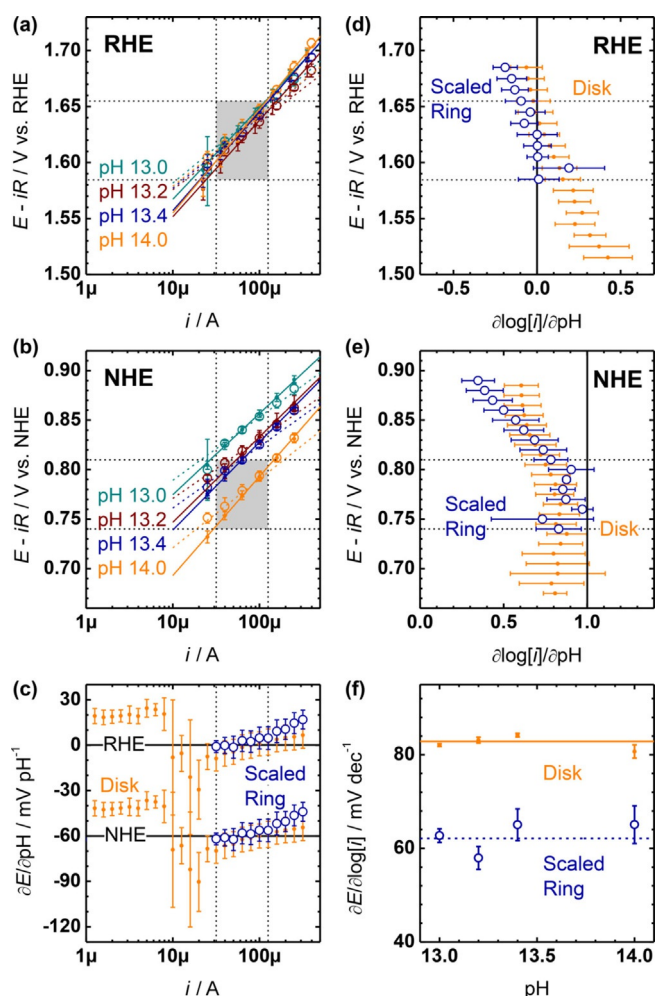 (a)
RHE
1.70
1.65
1.60
1.55
1.50
E - iR / V vs. RHE
pH 13.0
pH 13.2
pH 13.4
pH 14.0
1µ
10µ
100µ
i / A
(d)
RHE
Scaled
Ring
Disk
1.70
1.65
1.60
1.55
1.50
-0.5
0.0
0.5
∂log[i]/∂pH
(b)
NHE
0.90
0.85
0.80
0.75
0.70
E - iR / V vs. NHE
pH 13.0
pH 13.2
pH 13.4
pH 14.0
1µ
10µ
100µ
i / A
(e)
NHE
0.90
0.85
0.80
0.75
0.70
Scaled
Ring
Disk
0.0
0.5
1.0
∂log[i]/∂pH
(c)
30
0
-30
-60
-90
-120
∂E/∂pH / mV pH⁻¹
RHE
Disk
Scaled
Ring
NHE
1µ
10µ
100µ
i / A
(f)
80
60
40
∂E/∂log[i] / mV dec⁻¹
Disk
Scaled
Ring
13.0
13.5
14.0
pH